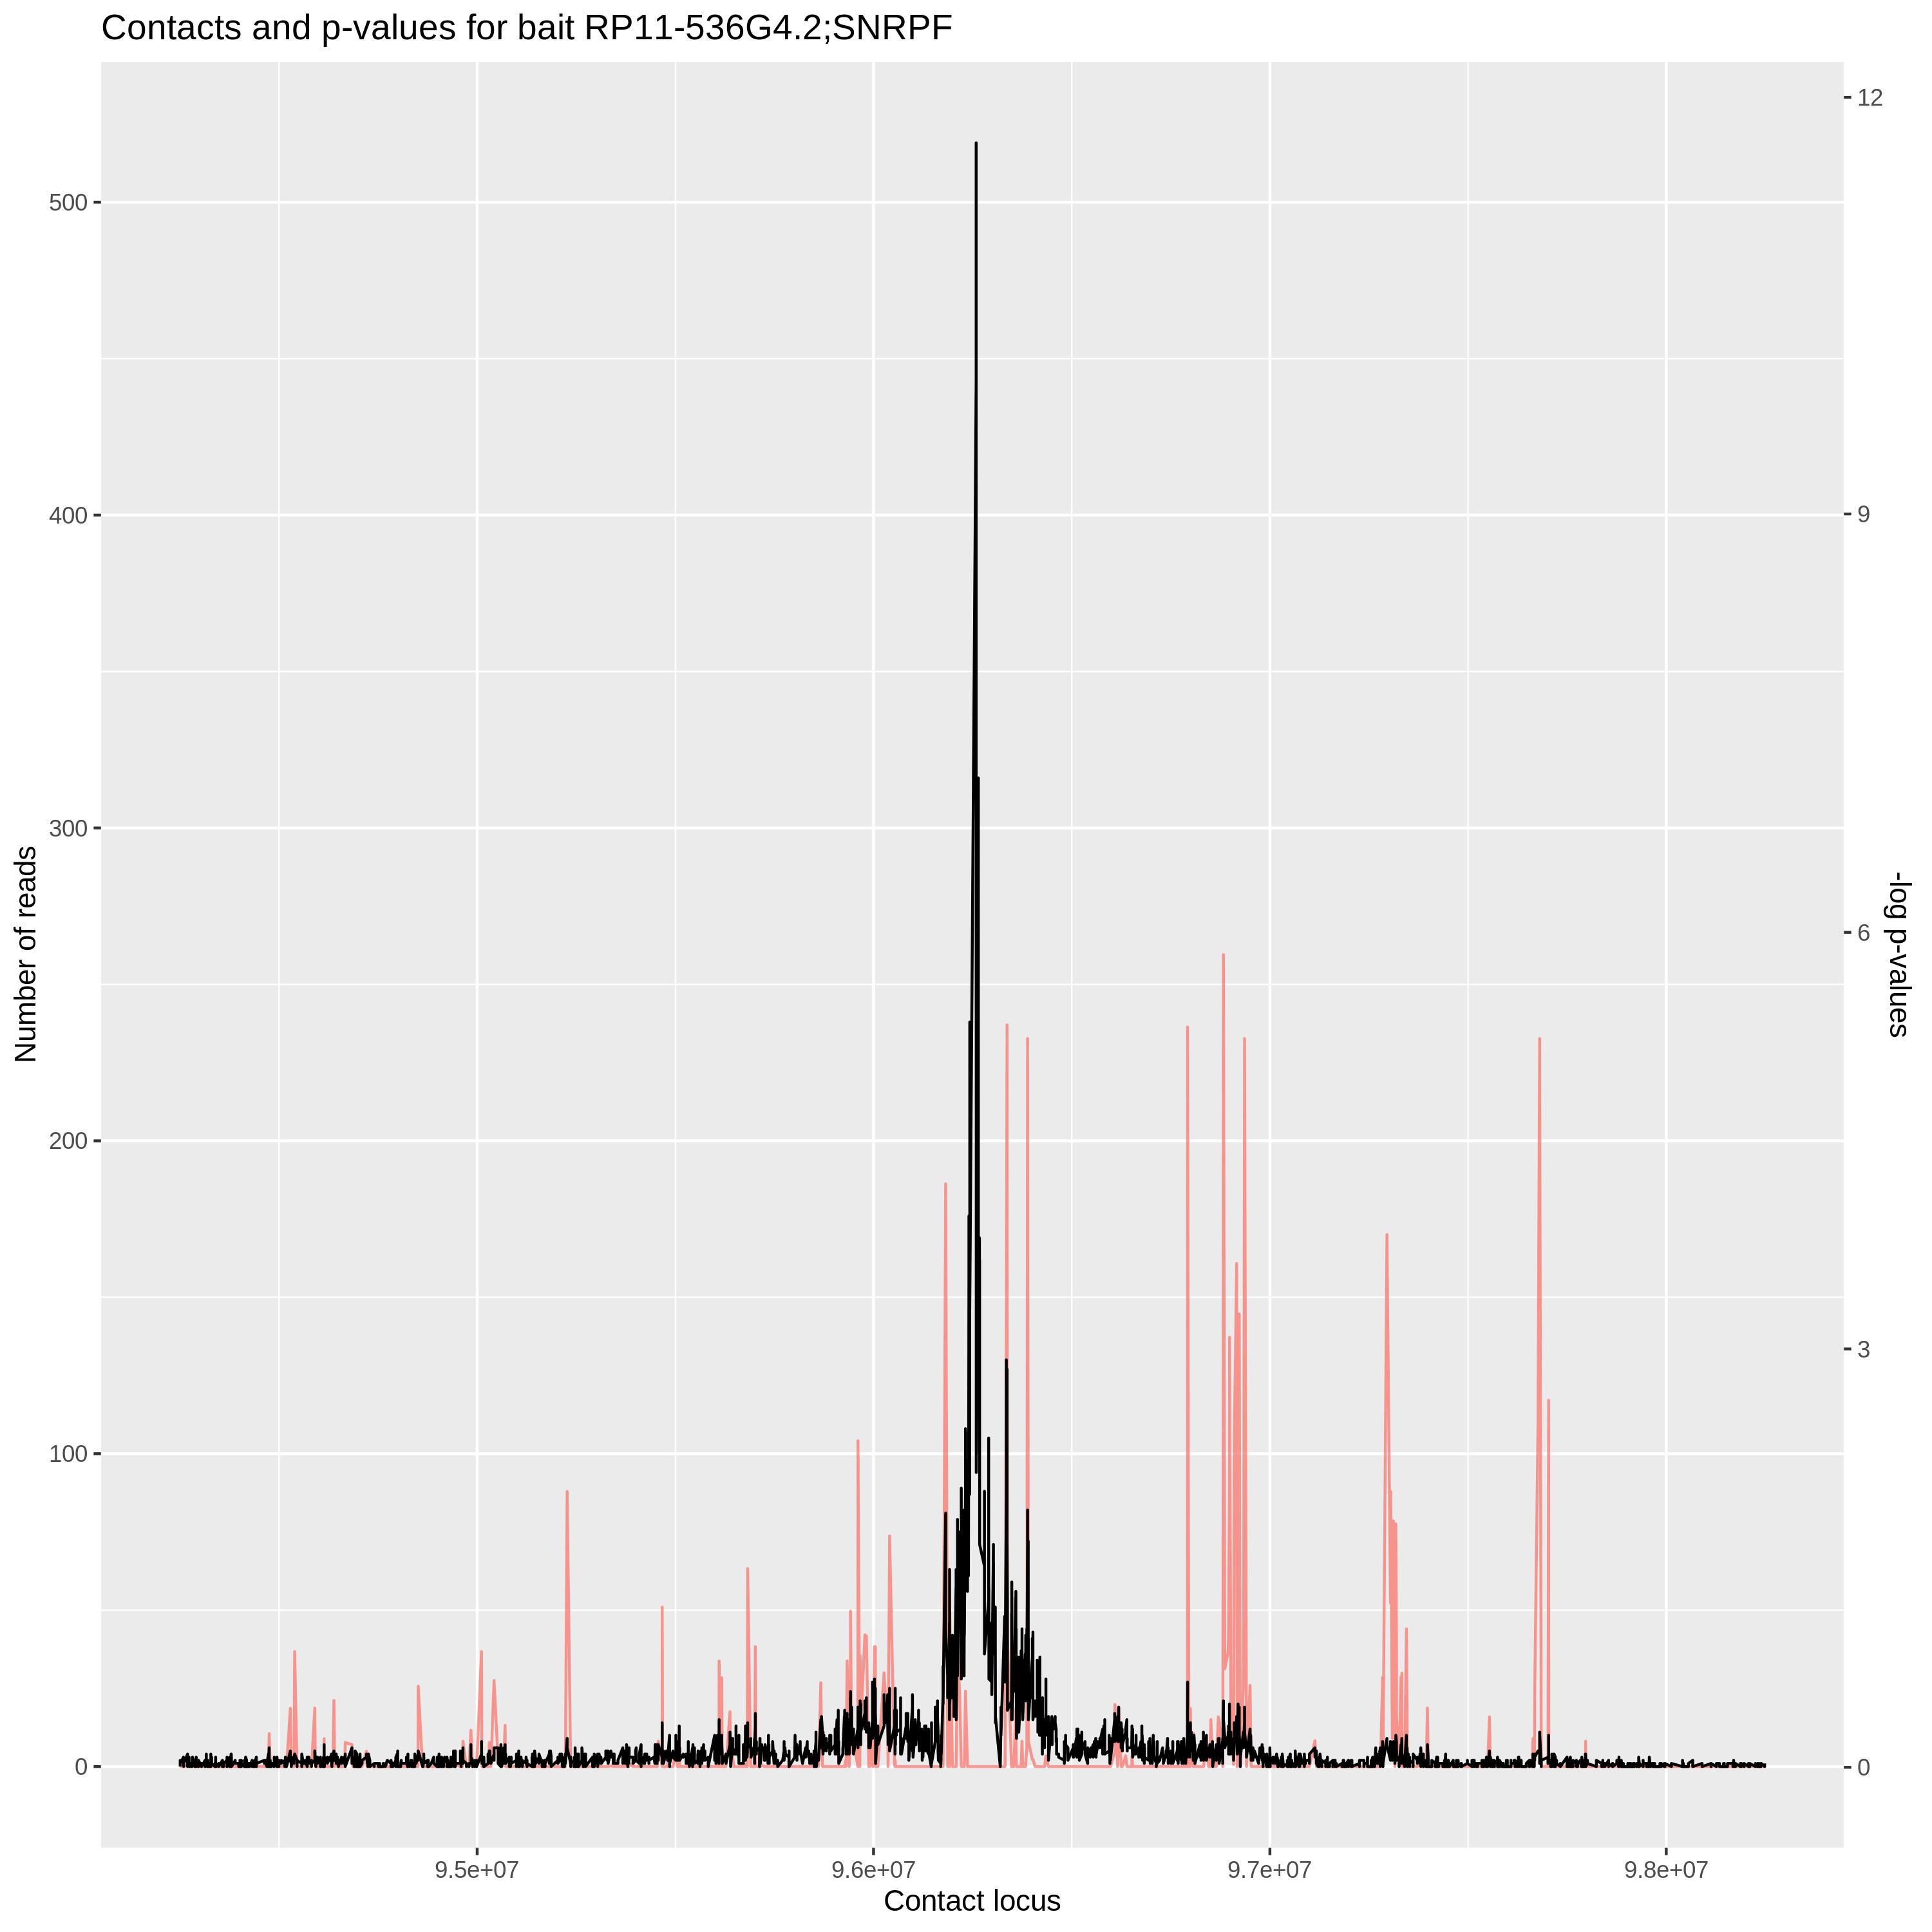 Contacts and p-values for bait RP11-536G4.2;SNRPF
Number of reads
500
400
300
200
100
0
12
9
6
3
0
-log p-values
9.5e+07
9.6e+07
9.7e+07
9.8e+07
Contact locus